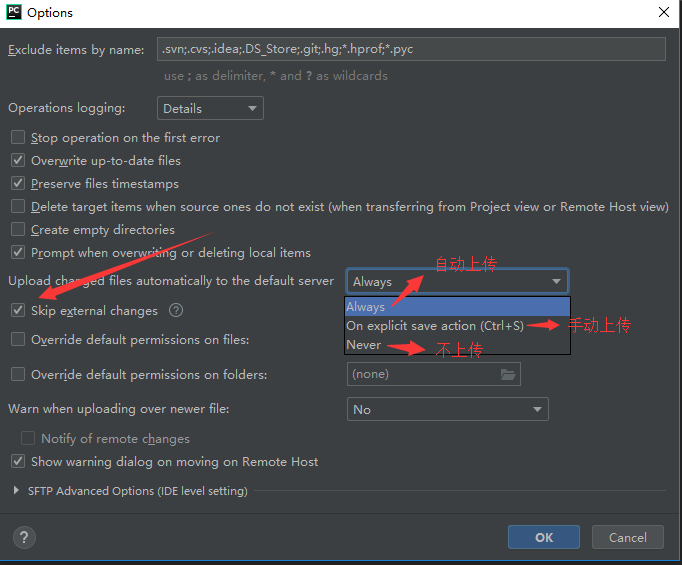 PC Options
Exclude items by name: .svn;.cvs;.idea;.DS_Store;.git;.hg;*.hprof;*.pyc
use ; as delimiter, * and ? as wildcards
Operations logging: Details
Stop operation on the first error
Overwrite up-to-date files
Preserve files timestamps
Delete target items when source ones do not exist (when transferring from Project view or Remote Host view)
Create empty directories
Prompt when overwriting or deleting local items
自动上传
Upload changed files automatically to the default server Always
Skip external changes ? Always
On explicit save action (Ctrl+S) 手动上传
Override default permissions on files: Never 不上传
Override default permissions on folders: (none)
Warn when uploading over newer file: No
Notify of remote changes
Show warning dialog on moving on Remote Host
SFTP Advanced Options (IDE level setting)
? OK Cancel